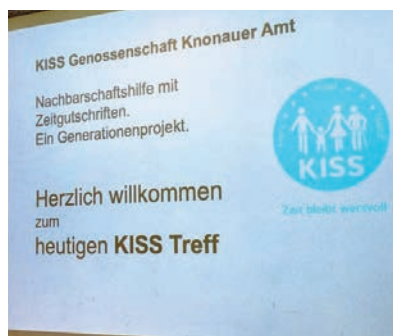 KISS Genossenschaft Knonauer Amt
Nachbarschaftshilfe mit
Zeitgutschriften.
Ein Generationenprojekt.
Herzlich willkommen
zum
heutigen KISS Treff
KISS
Zeit bleibt wertvoll